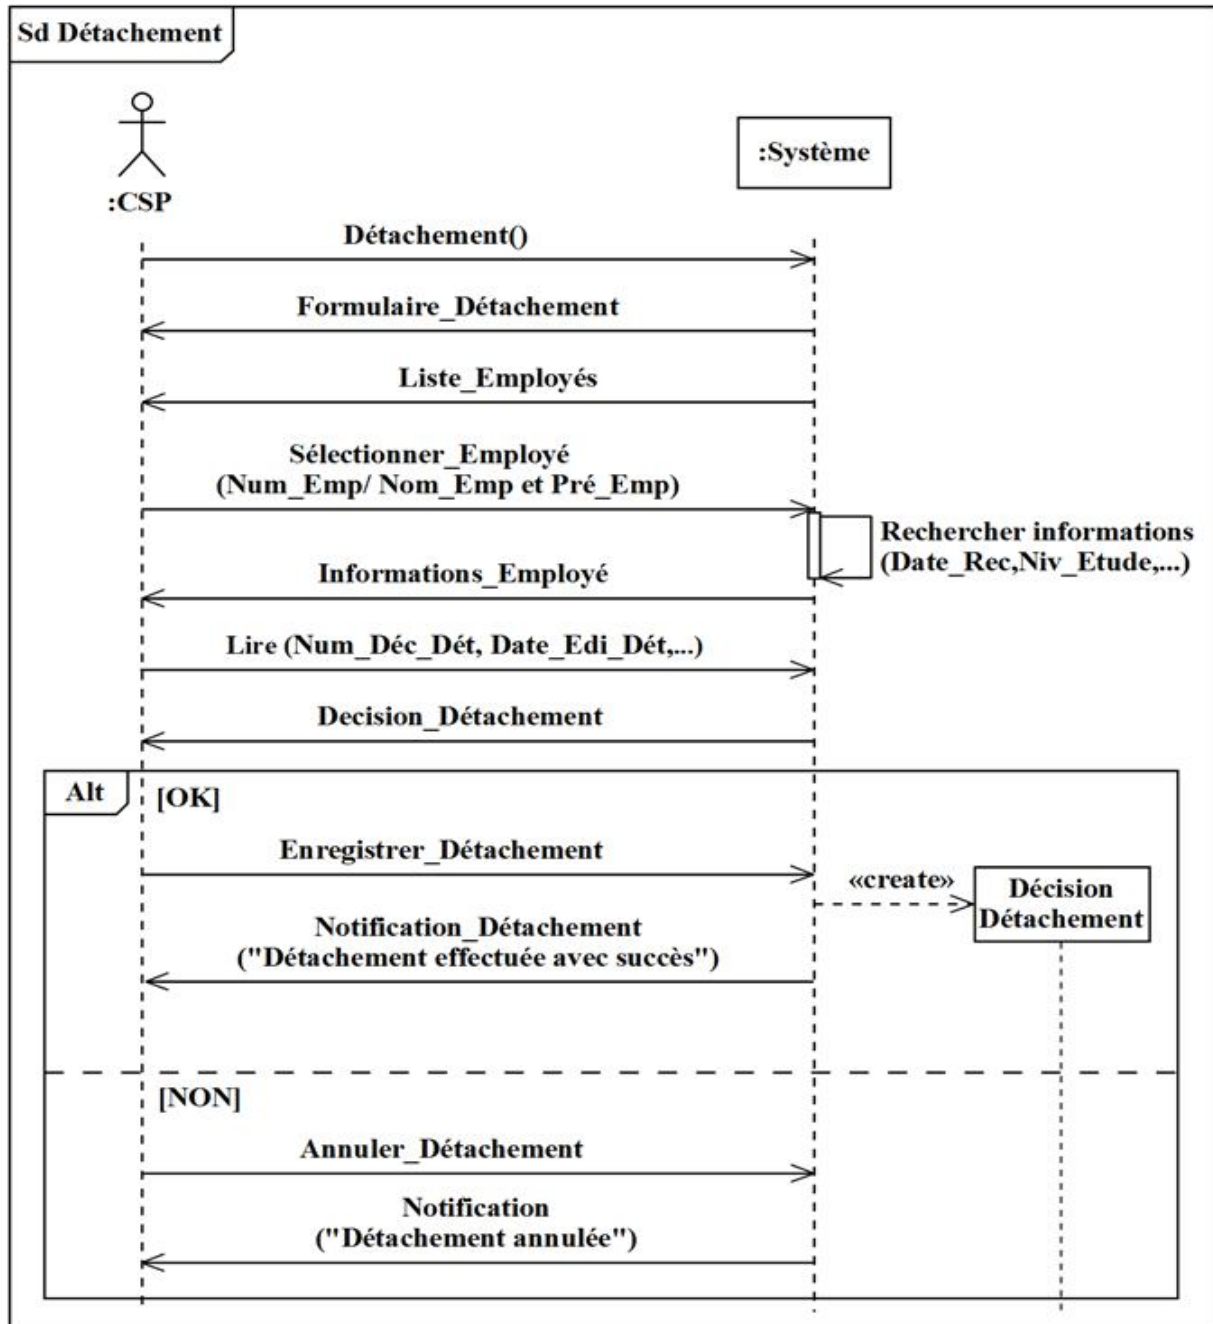 Sd Détachement
:CSP
:Système
Détachement()
Formulaire_Détachement
Liste_Employés
Sélectionner_Employé
(Num_Emp/ Nom_Emp et Pré_Emp)
Rechercher informations
(Date_Rec,Niv_Etude,...)
Informations_Employé
Lire (Num_Déc_Dét, Date_Edi_Dét,...)
Decision_Détachement
Alt
[OK]
Enregistrer_Détachement
«create»
Décision
Détachement
Notification_Détachement
("Détachement effectuée avec succès")
[NON]
Annuler_Détachement
Notification
("Détachement annulée")